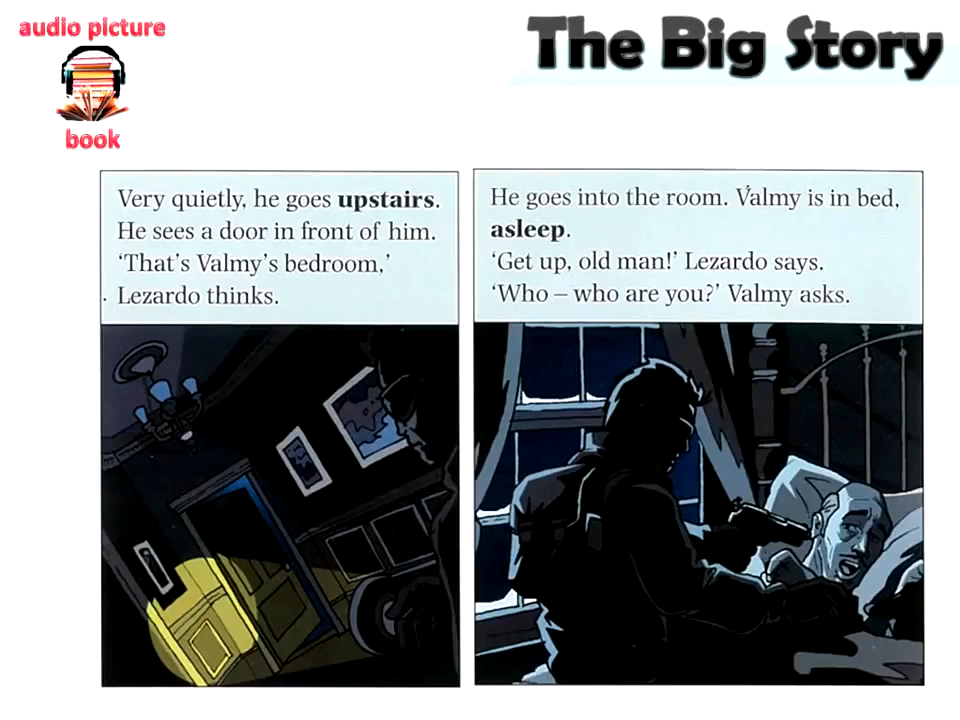 audio picture
book
The Big Story
Very quietly, he goes upstairs.
He sees a door in front of him.
‘That’s Valmy’s bedroom,’
Lezardo thinks.
He goes into the room. Valmy is in bed,
asleep.
‘Get up, old man!’ Lezardo says.
‘Who – who are you?’ Valmy asks.